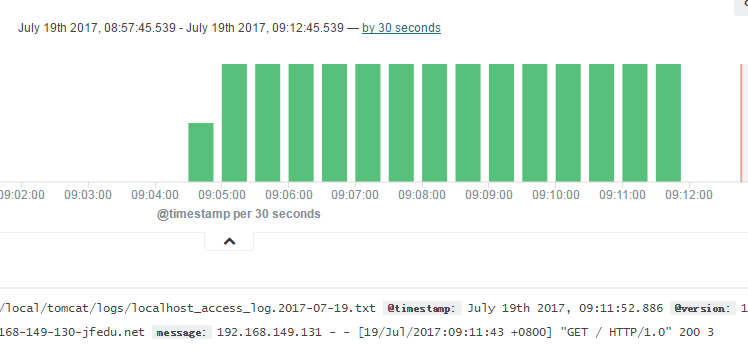 July 19th 2017, 08:57:45.539 - July 19th 2017, 09:12:45.539 — by 30 seconds
09:02:00 09:03:00 09:04:00 09:05:00 09:06:00 09:07:00 09:08:00 09:09:00 09:10:00 09:11:00 09:12:00
@timestamp per 30 seconds
/local/tomcat/logs/localhost_access_log.2017-07-19.txt @timestamp: July 19th 2017, 09:11:52.886 @version: 1
168-149-130-jfedu.net message: 192.168.149.131 - - [19/Jul/2017:09:11:43 +0800] "GET / HTTP/1.0" 200 3